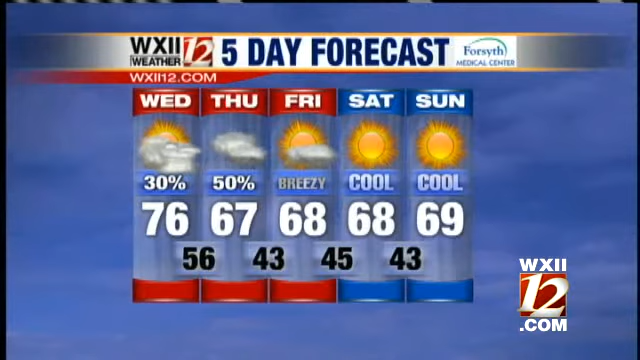 WXII 12
WEATHER
5 DAY FORECAST
Forsyth
MEDICAL CENTER
WXII12.COM
WED THU FRI SAT SUN
30% 50% BREEZY COOL COOL
76 67 68 68 69
56 43 45 43
WXII
12
.COM